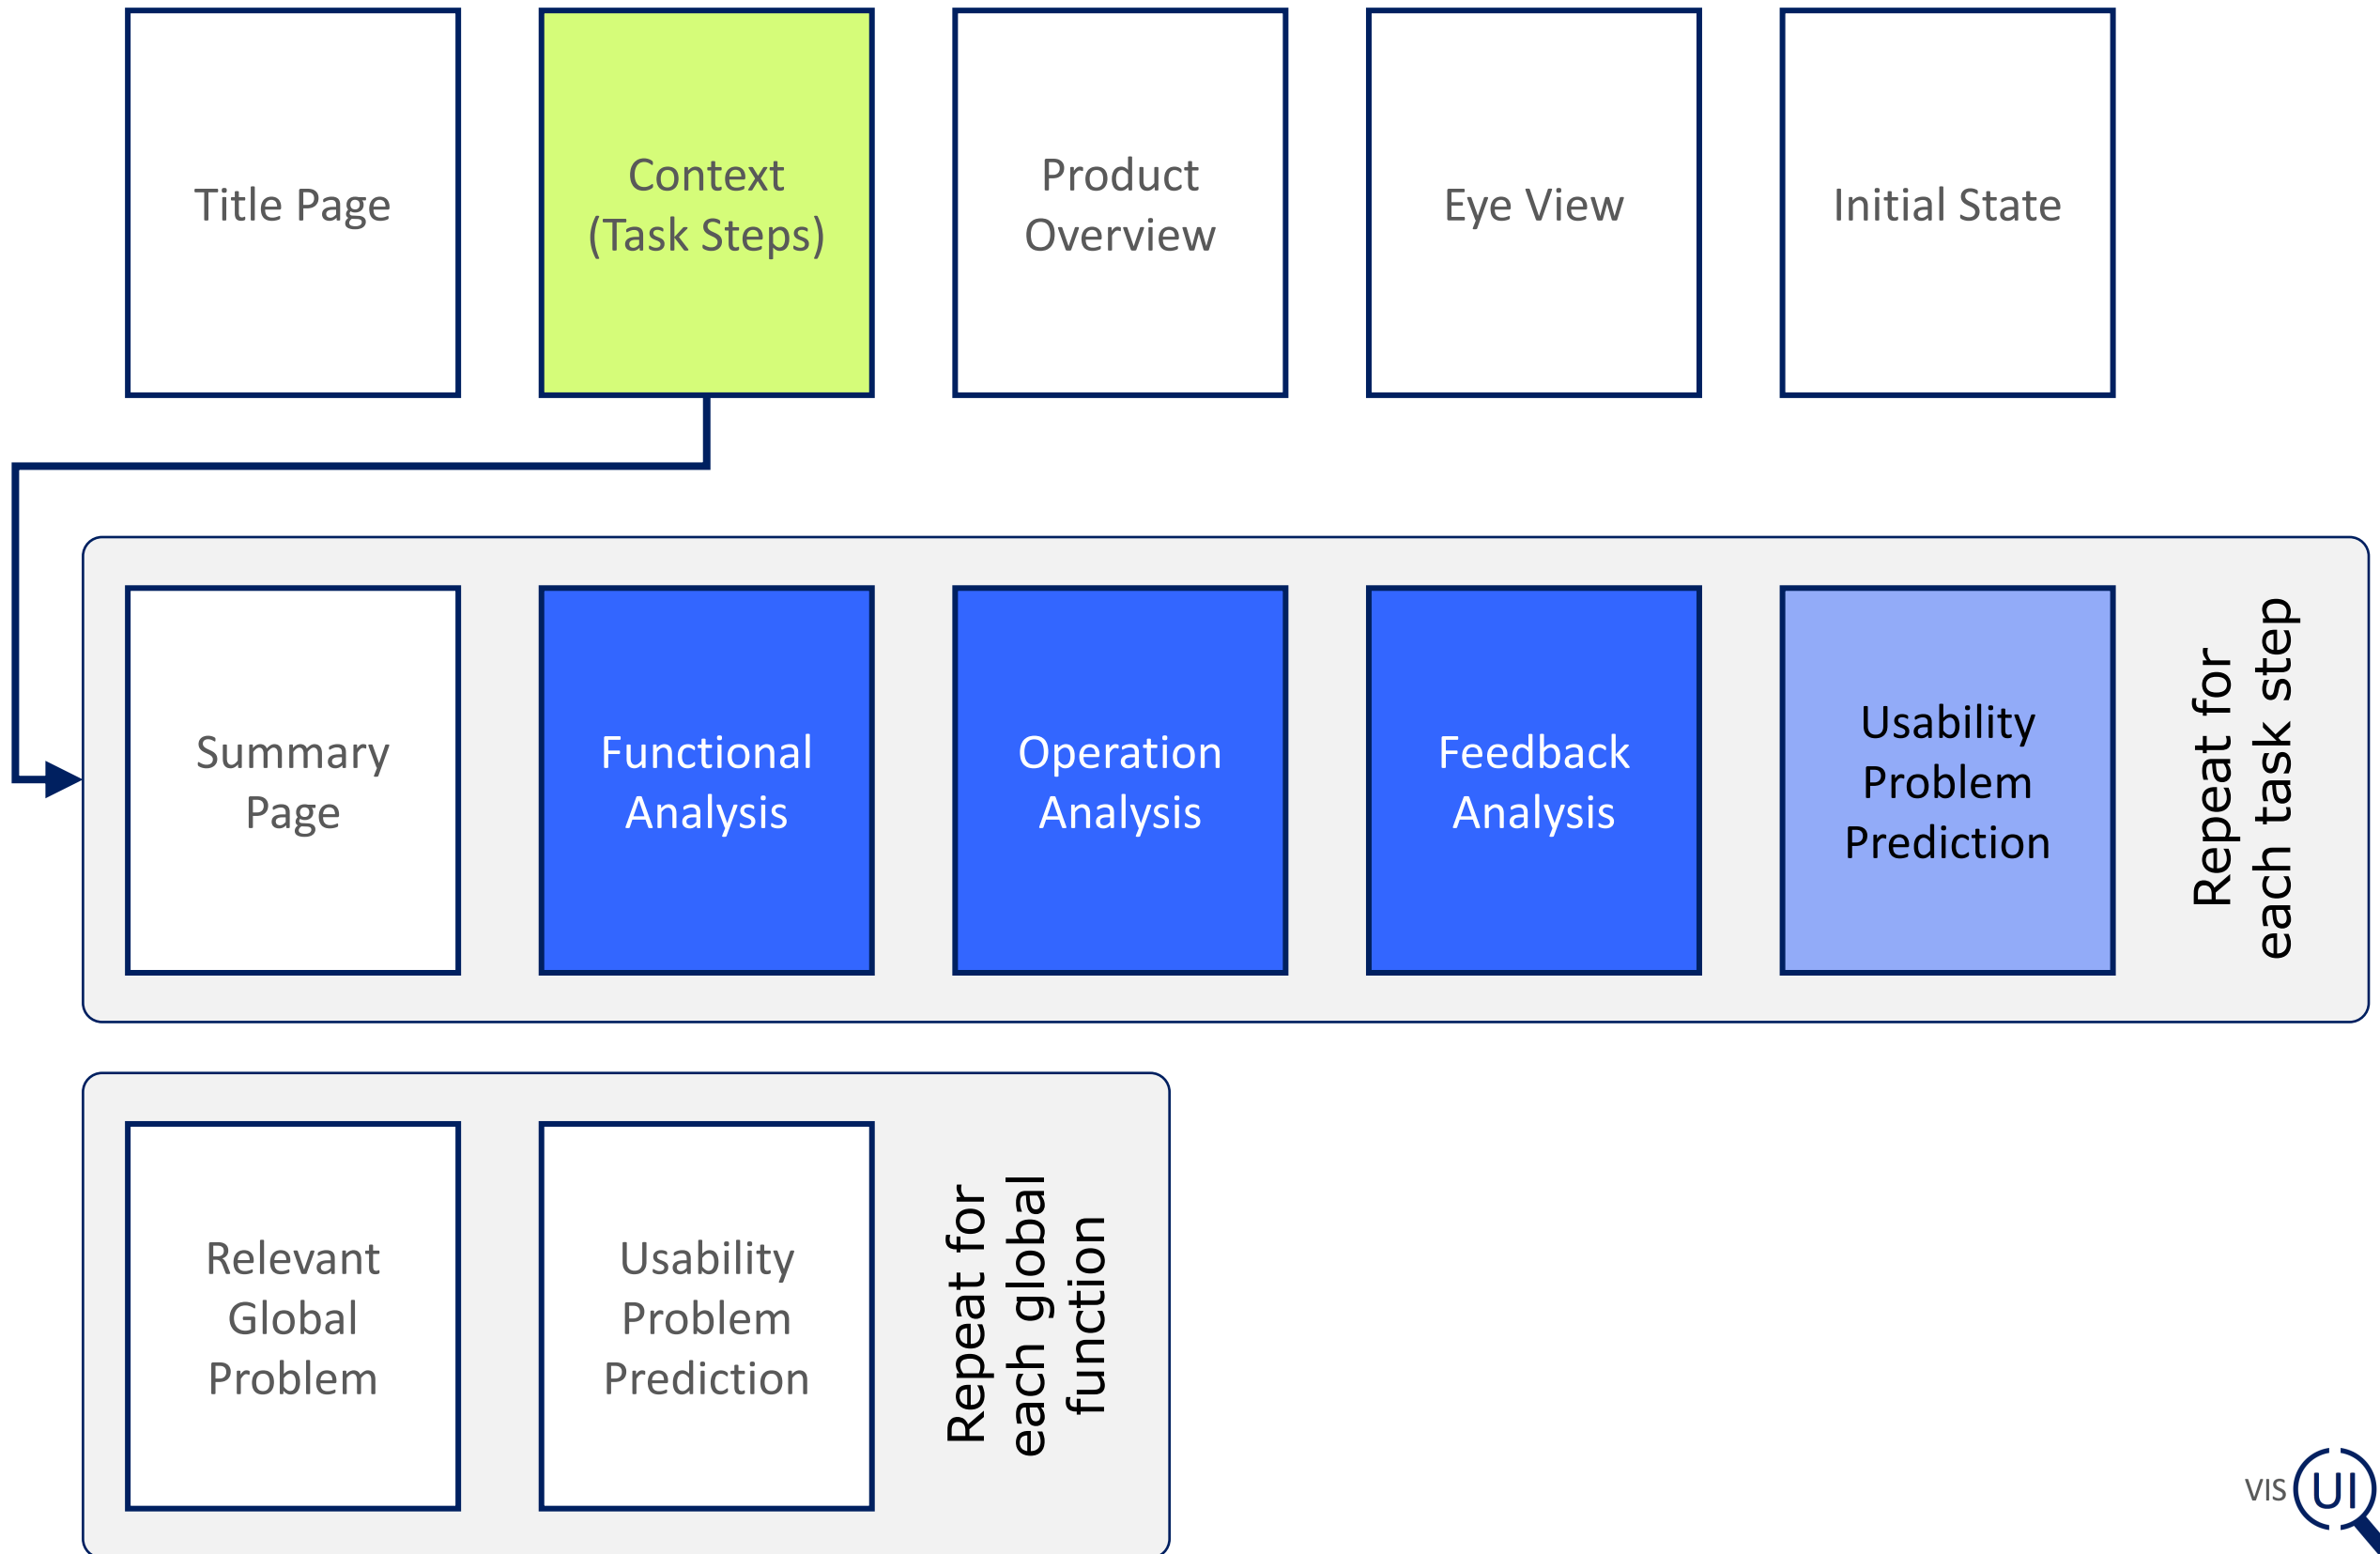 Title Page
Context
(Task Steps)
Product
Overview
Eye View
Initial Sate
Summary
Page
Functional
Analysis
Operation
Analysis
Feedback
Analysis
Usability
Problem
Prediction
Repeat for
each task step
Relevant
Global
Problem
Usability
Problem
Prediction
Repeat for
each global
function
VIS UI